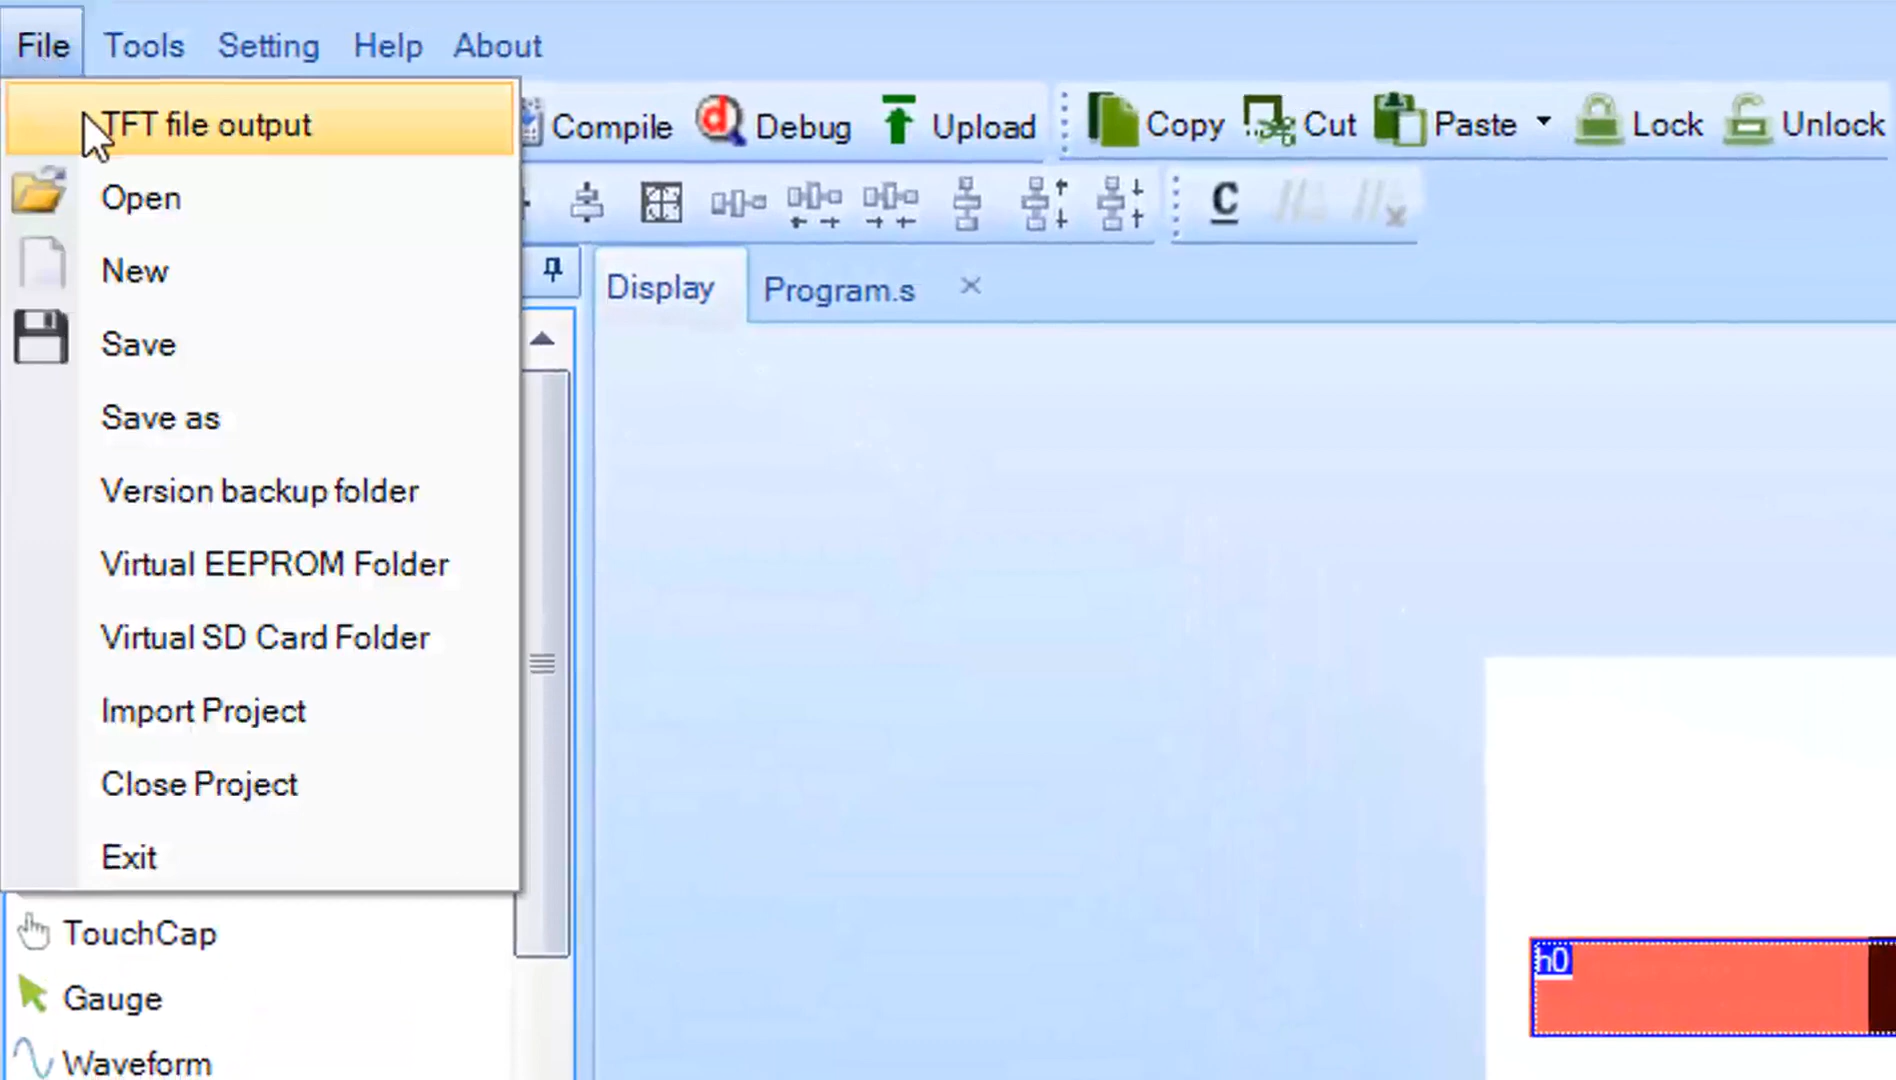 File Tools Setting Help About
TFT file output
Compile Debug Upload Copy Cut Paste Lock Unlock
Open
C
New
Display Program.s
Save
Save as
Version backup folder
Virtual EEPROM Folder
Virtual SD Card Folder
Import Project
Close Project
Exit
TouchCap
h0
Gauge
Waveform